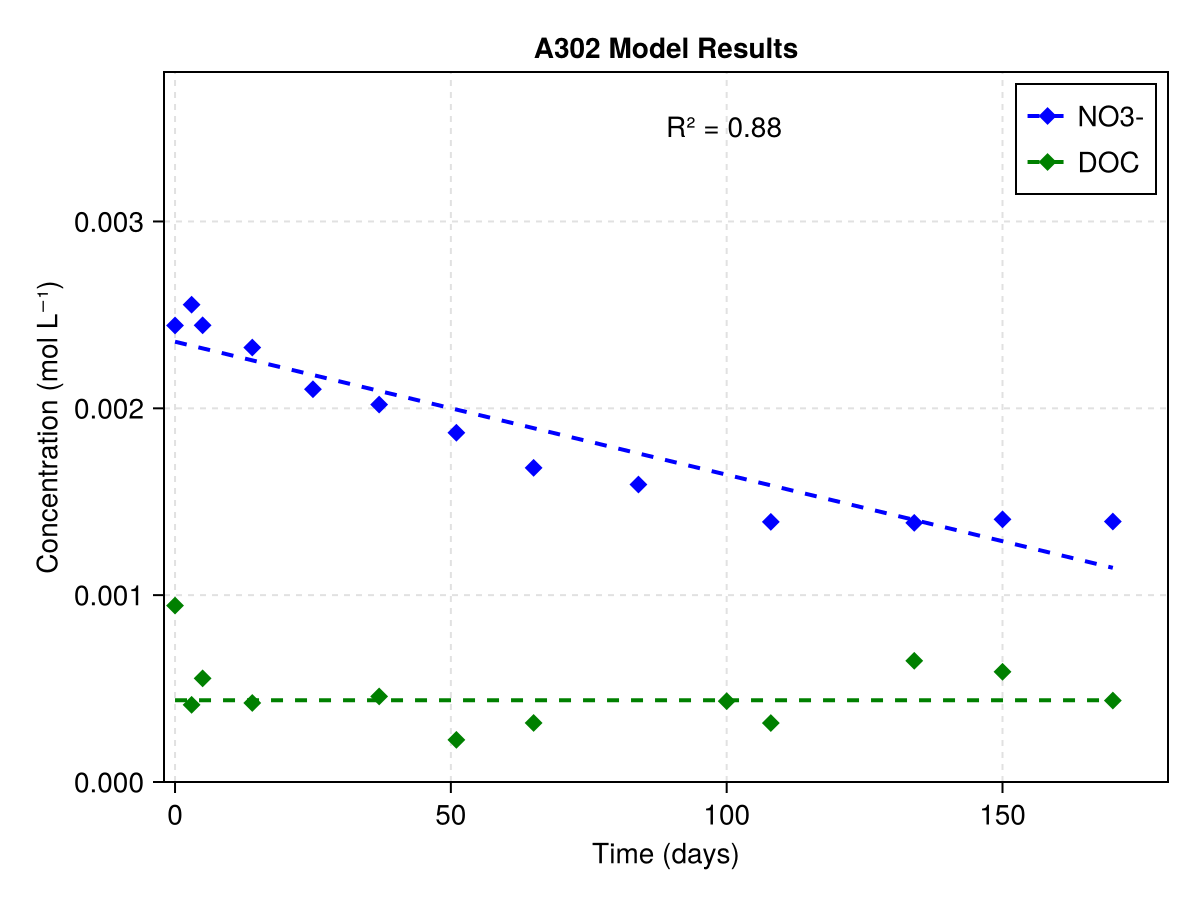 A302 Model Results
R² = 0.88
NO3-
DOC
Concentration (mol L⁻¹)
0.003
0.002
0.001
0.000
0 50 100 150
Time (days)